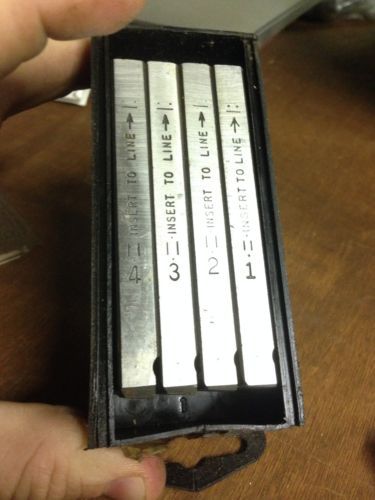 INSERT TO LINE
4
INSERT TO LINE
3
INSERT TO LINE
2
INSERT TO LINE
1